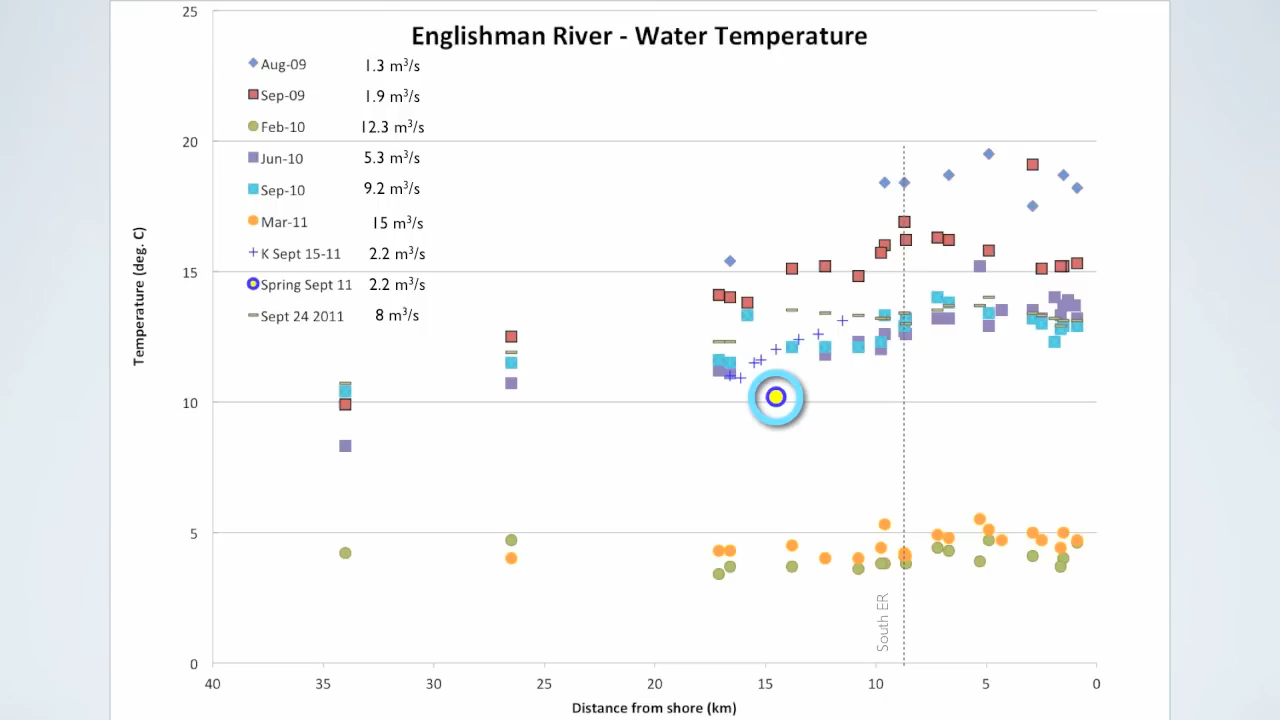 Englishman River - Water Temperature
Aug-09 1.3 m³/s
Sep-09 1.9 m³/s
Feb-10 12.3 m³/s
Jun-10 5.3 m³/s
Sep-10 9.2 m³/s
Mar-11 15 m³/s
K Sept 15-11 2.2 m³/s
Spring Sept 11 2.2 m³/s
Sept 24 2011 8 m³/s
Temperature (deg. C)
25
20
15
10
5
0
South ER
40 35 30 25 20 15 10 5 0
Distance from shore (km)